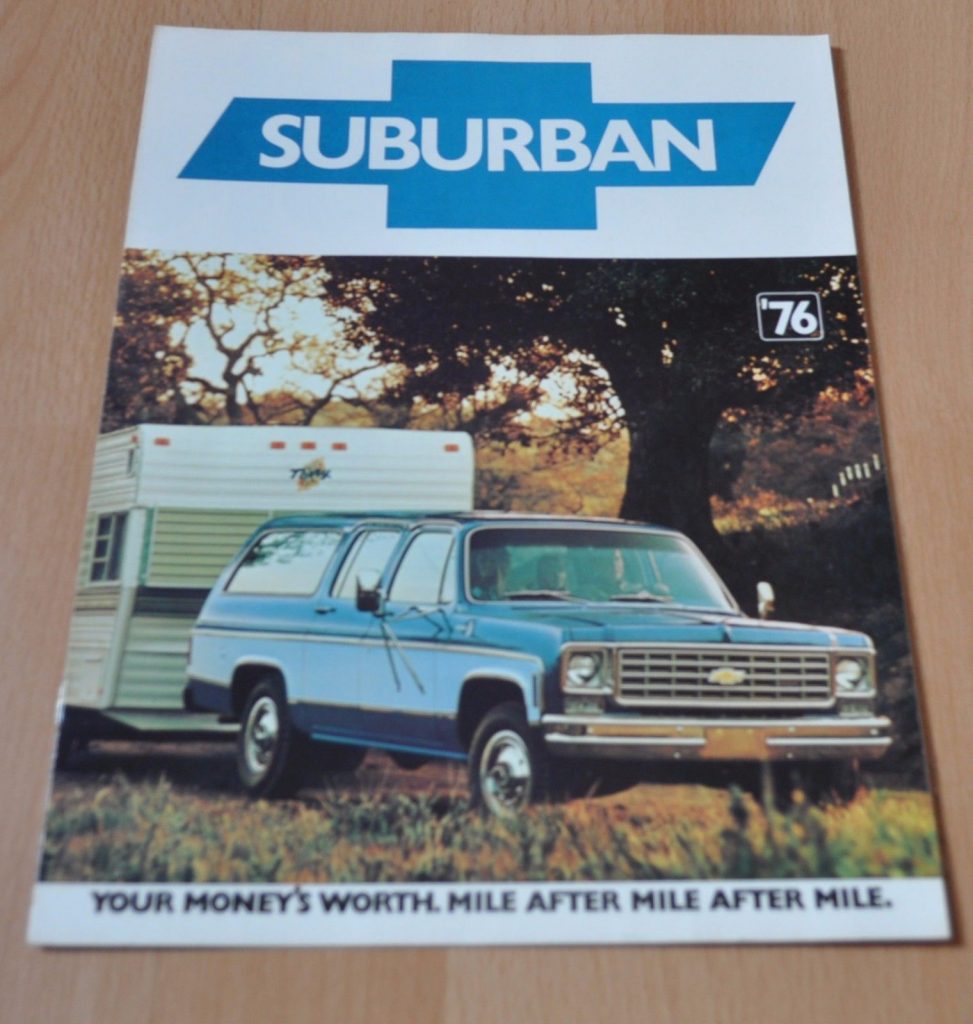 SUBURBAN
'76
YOUR MONEY'S WORTH. MILE AFTER MILE AFTER MILE.